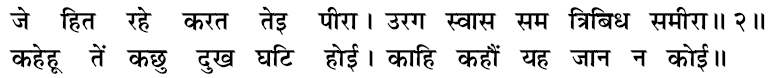 जे हित रहे करत तेइ पीरा। उरग स्वास सम त्रिबिध समीरा॥ २॥
कहेहू तें कछु दुख घटि होई। काहि कहौं यह जान न कोई॥